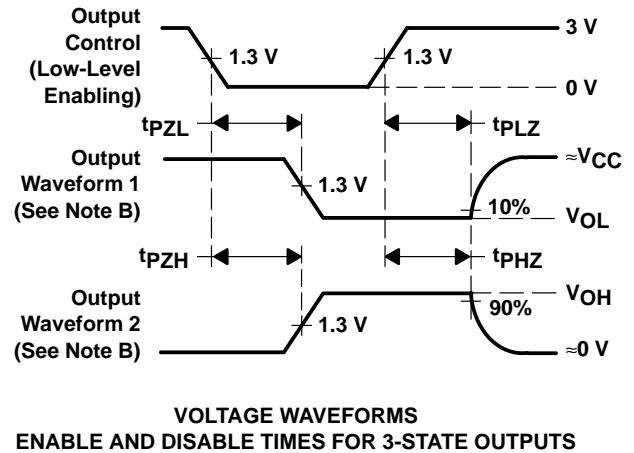 Output
Control
(Low-Level
Enabling)
1.3 V
1.3 V
3 V
0 V
tPZL
tPLZ
Output
Waveform 1
(See Note B)
1.3 V
10%
≈VCC
VOL
tPZH
tPHZ
Output
Waveform 2
(See Note B)
1.3 V
90%
VOH
≈0 V
VOLTAGE WAVEFORMS
ENABLE AND DISABLE TIMES FOR 3-STATE OUTPUTS